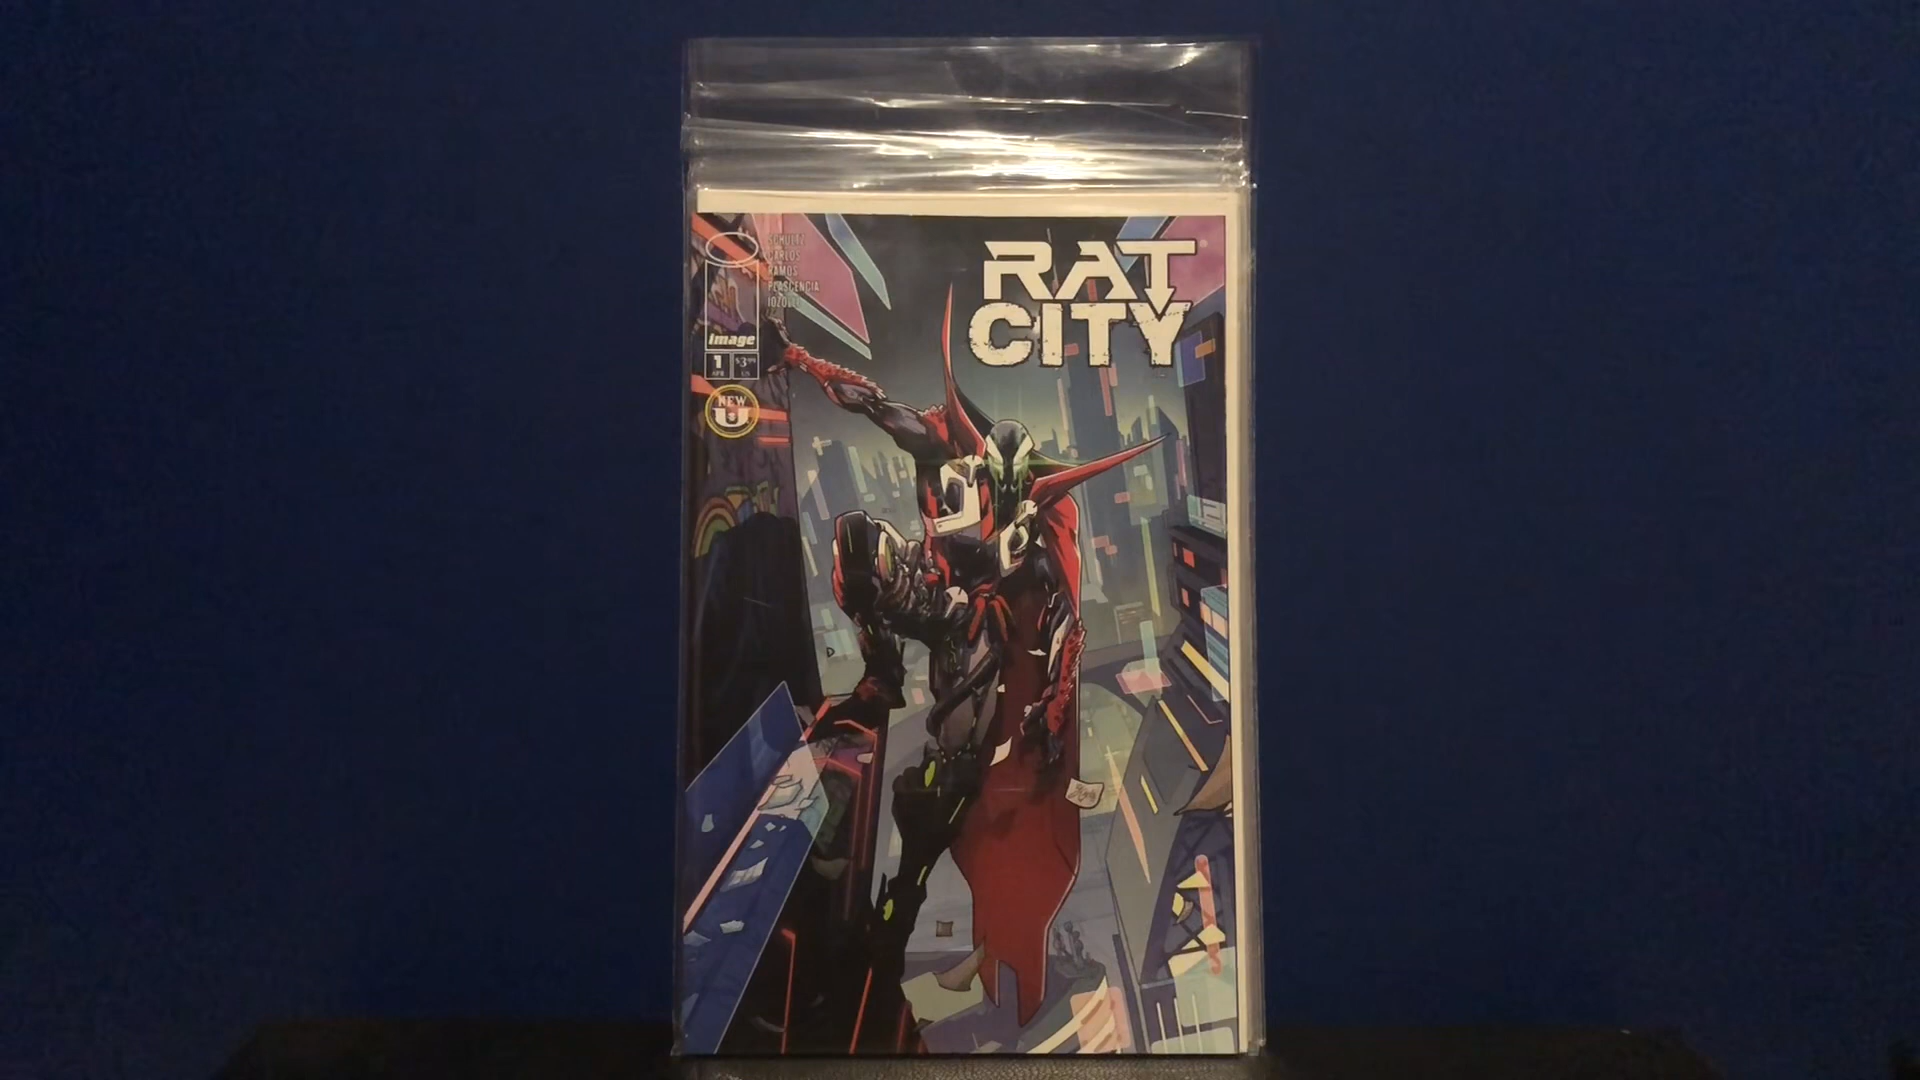 SCHULTZ
CARLOS
RAMOS
PLASCENCIA
image
1
APR
$3.99
US
NEW
U
RAT
CITY